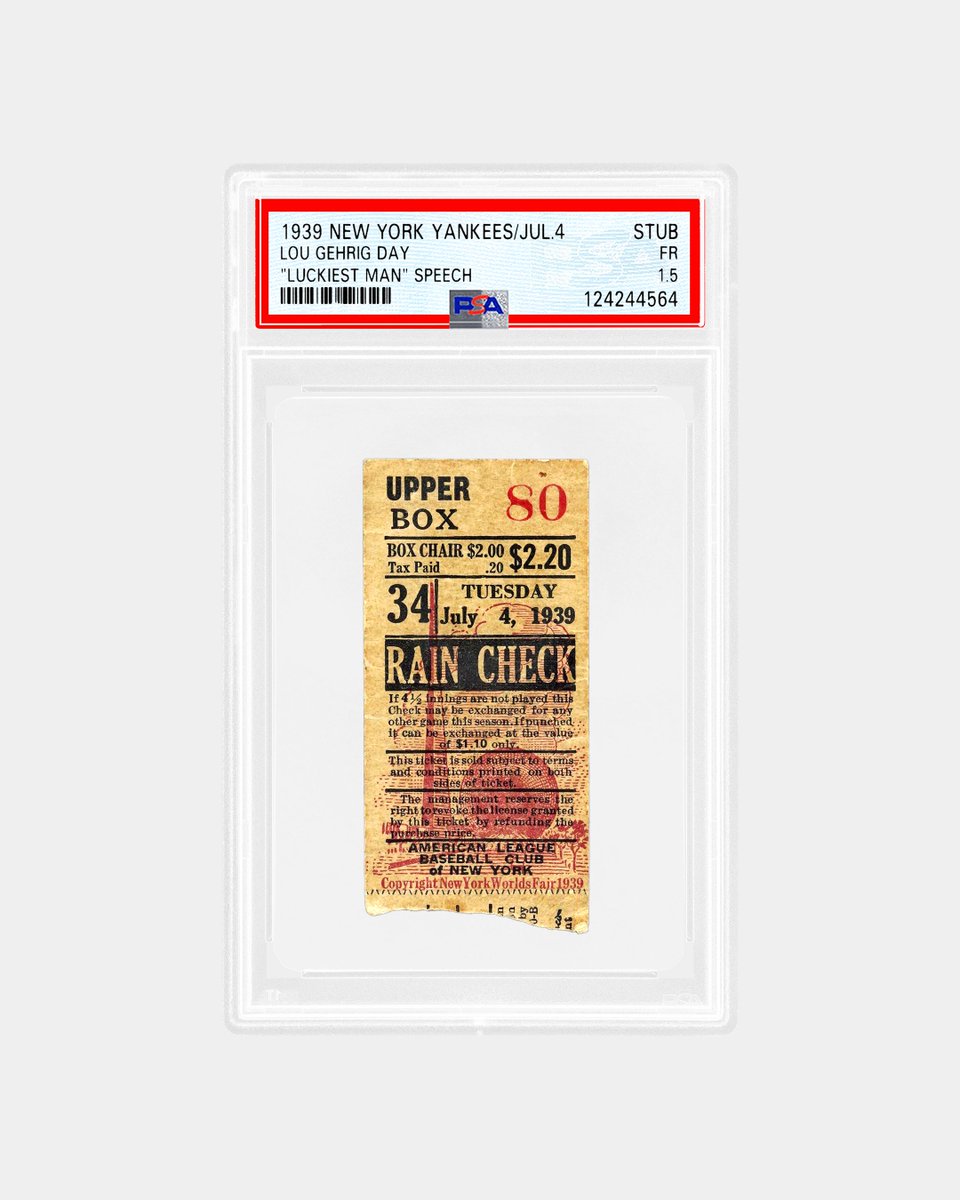 1939 NEW YORK YANKEES/JUL.4 STUB
LOU GEHRIG DAY FR
"LUCKIEST MAN" SPEECH 1.5
PSA 124244564
UPPER 80
BOX
BOX CHAIR $2.00 $2.20
Tax Paid .20
34 TUESDAY
July 4, 1939
RAIN CHECK
If 4½ innings are not played this
Check may be exchanged for any
other game this season. If punched
it can be exchanged at the value
of $1.10 only.
This ticket is sold subject to terms
and conditions printed on both
sides of ticket.
The management reserves the
right to revoke the license granted
by this ticket by refunding the
purchase price.
AMERICAN LEAGUE
BASEBALL CLUB
of NEW YORK
Copyright New York Worlds Fair 1939